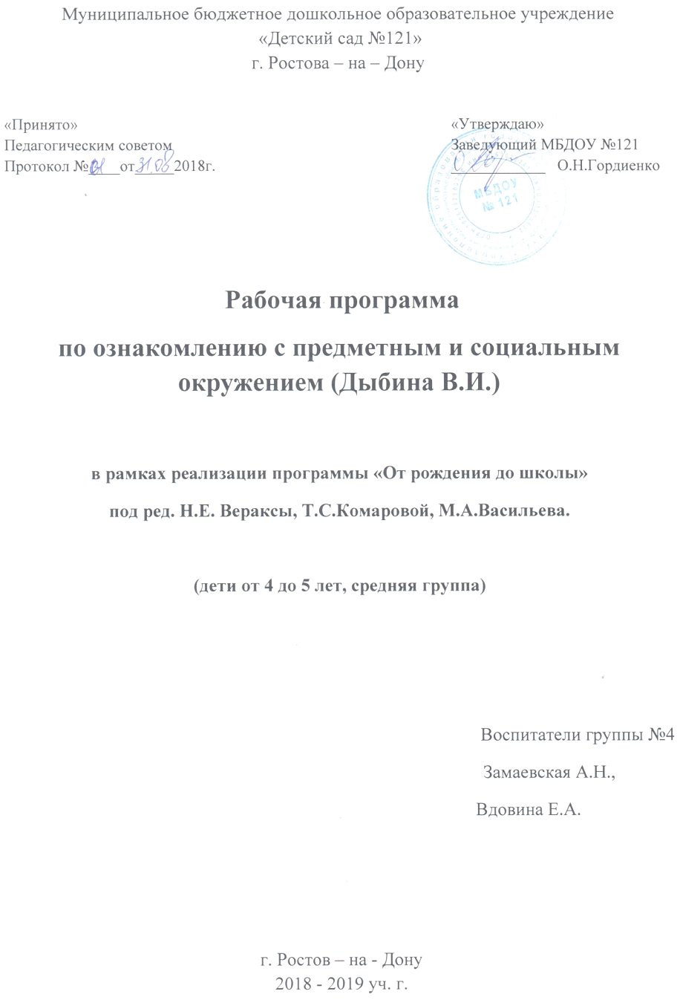 Муниципальное бюджетное дошкольное образовательное учреждение
«Детский сад №121»
г. Ростова – на – Дону
«Принято»
Педагогическим советом
Протокол №01 от 31.08 2018г.
«Утверждаю»
Заведующий МБДОУ №121
О.Н.Гордиенко
МБДОУ
№ 121
Рабочая программа
по ознакомлению с предметным и социальным
окружением (Дыбина В.И.)
в рамках реализации программы «От рождения до школы»
под ред. Н.Е. Вераксы, Т.С.Комаровой, М.А.Васильева.
(дети от 4 до 5 лет, средняя группа)
Воспитатели группы №4
Замаевская А.Н.,
Вдовина Е.А.
г. Ростов – на - Дону
2018 - 2019 уч. г.